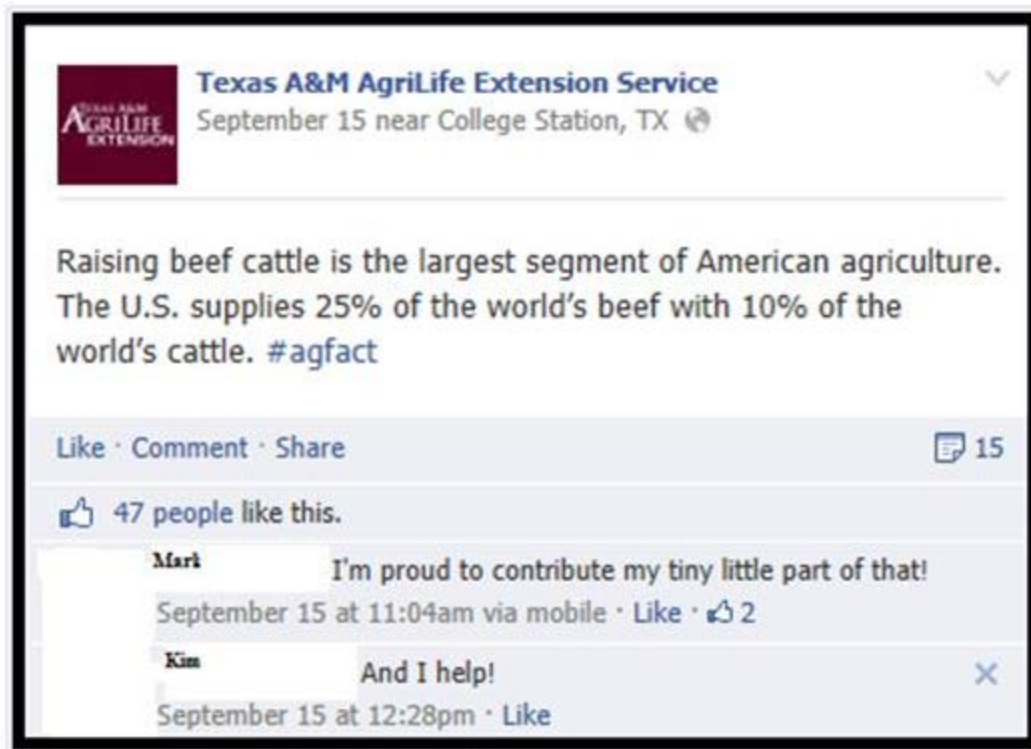 TEXAS A&M
AGRILIFE
EXTENSION
Texas A&M AgriLife Extension Service
September 15 near College Station, TX
Raising beef cattle is the largest segment of American agriculture.
The U.S. supplies 25% of the world's beef with 10% of the
world's cattle. #agfact
Like · Comment · Share 15
47 people like this.
Mark I'm proud to contribute my tiny little part of that!
September 15 at 11:04am via mobile · Like · 2
Kim And I help!
September 15 at 12:28pm · Like